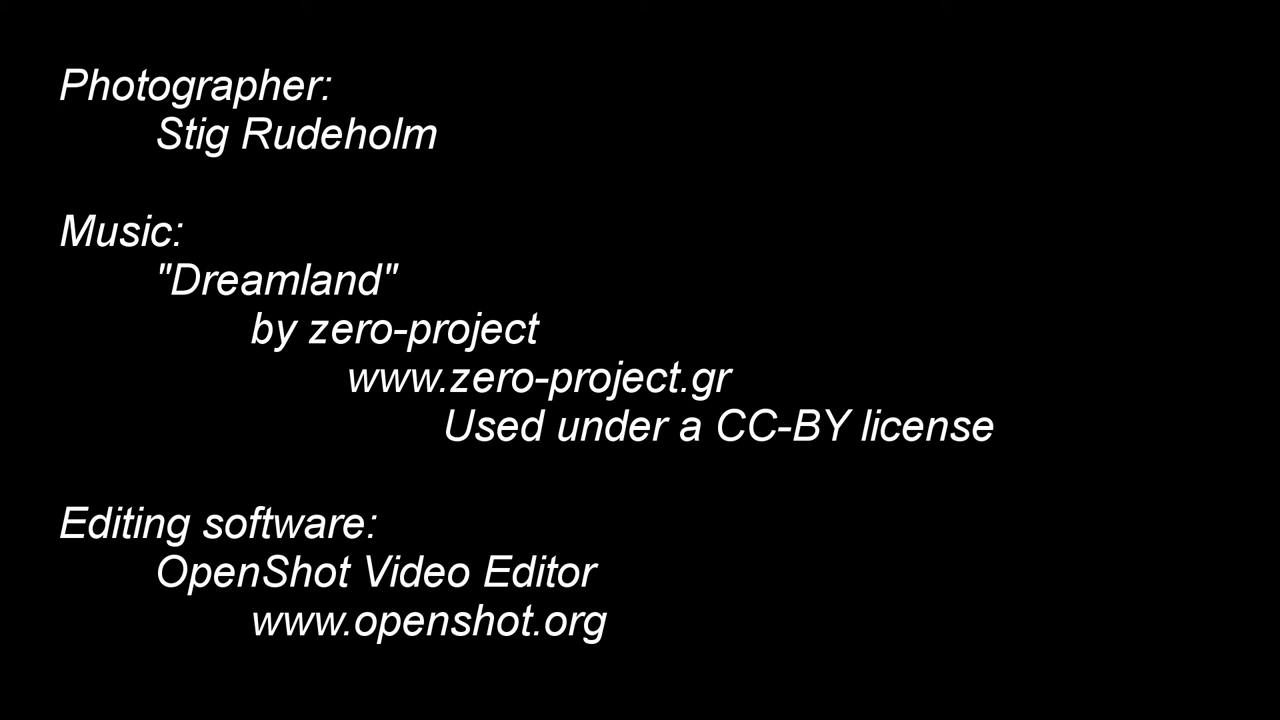 Photographer:
Stig Rudeholm
Music:
"Dreamland"
by zero-project
www.zero-project.gr
Used under a CC-BY license
Editing software:
OpenShot Video Editor
www.openshot.org